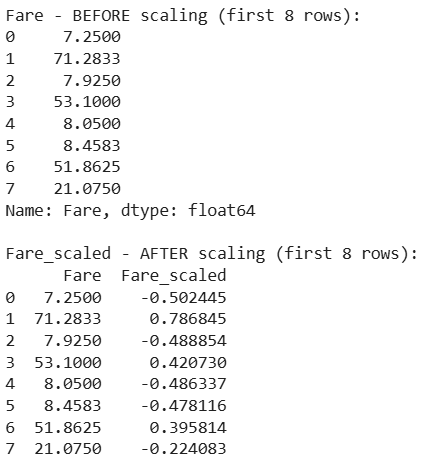 Fare - BEFORE scaling (first 8 rows):
0     7.2500
1    71.2833
2     7.9250
3    53.1000
4     8.0500
5     8.4583
6    51.8625
7    21.0750
Name: Fare, dtype: float64

Fare_scaled - AFTER scaling (first 8 rows):
      Fare  Fare_scaled
0   7.2500    -0.502445
1  71.2833     0.786845
2   7.9250    -0.488854
3  53.1000     0.420730
4   8.0500    -0.486337
5   8.4583    -0.478116
6  51.8625     0.395814
7  21.0750    -0.224083